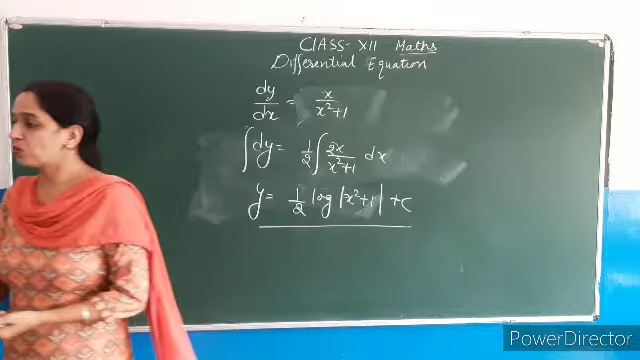 CLASS-XII Maths
Differential Equation
dy/dx = x/x²+1
∫dy = 1/2 ∫ 2x/x²+1 dx
y = 1/2 log |x²+1| + C
PowerDirector